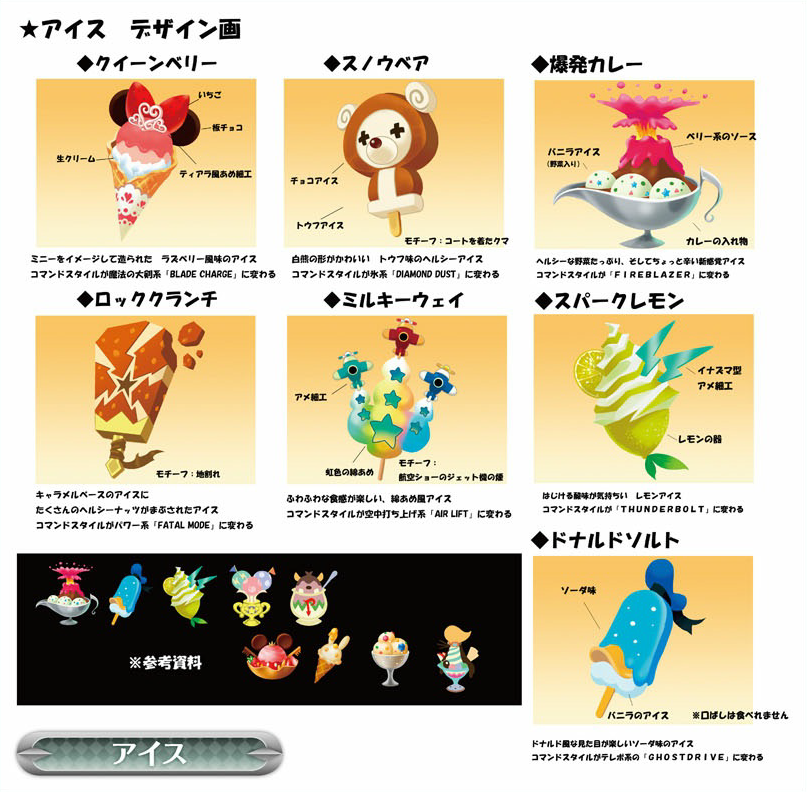 ★アイス　デザイン画
◆クイーンベリー
いちご
板チョコ
生クリーム
ティアラ風あめ細工
ミニーをイメージして造られた　ラズベリー風味のアイス
コマンドスタイルが魔法の大剣系「BLADE CHARGE」に変わる
◆スノウベア
チョコアイス
トウフアイス
モチーフ：コートを着たクマ
白熊の形がかわいい　トウフ味のヘルシーアイス
コマンドスタイルが氷系「DIAMOND DUST」に変わる
◆爆発カレー
ベリー系のソース
バニラアイス
（野菜入り）
カレーの入れ物
ヘルシーな野菜たっぷり、そしてちょっと辛い新感覚アイス
コマンドスタイルが「ＦＩＲＥＢＬＡＺＥＲ」に変わる
◆ロッククランチ
モチーフ：地割れ
キャラメルベースのアイスに
たくさんのヘルシーナッツがまぶされたアイス
コマンドスタイルがパワー系「FATAL MODE」に変わる
◆ミルキーウェイ
アメ細工
虹色の綿あめ
モチーフ：
航空ショーのジェット機の煙
ふわふわな食感が楽しい、綿あめ風アイス
コマンドスタイルが空中打ち上げ系「AIR LIFT」に変わる
◆スパークレモン
イナズマ型
アメ細工
レモンの器
はじける酸味が気持ちい　レモンアイス
コマンドスタイルが「ＴＨＵＮＤＥＲＢＯＬＴ」に変わる
◆ドナルドソルト
ソーダ味
バニラのアイス
※口ばしは食べれません
ドナルド風な見た目が楽しいソーダ味のアイス
コマンドスタイルがテレポ系の「ＧＨＯＳＴＤＲＩＶＥ」に変わる
※参考資料
アイス